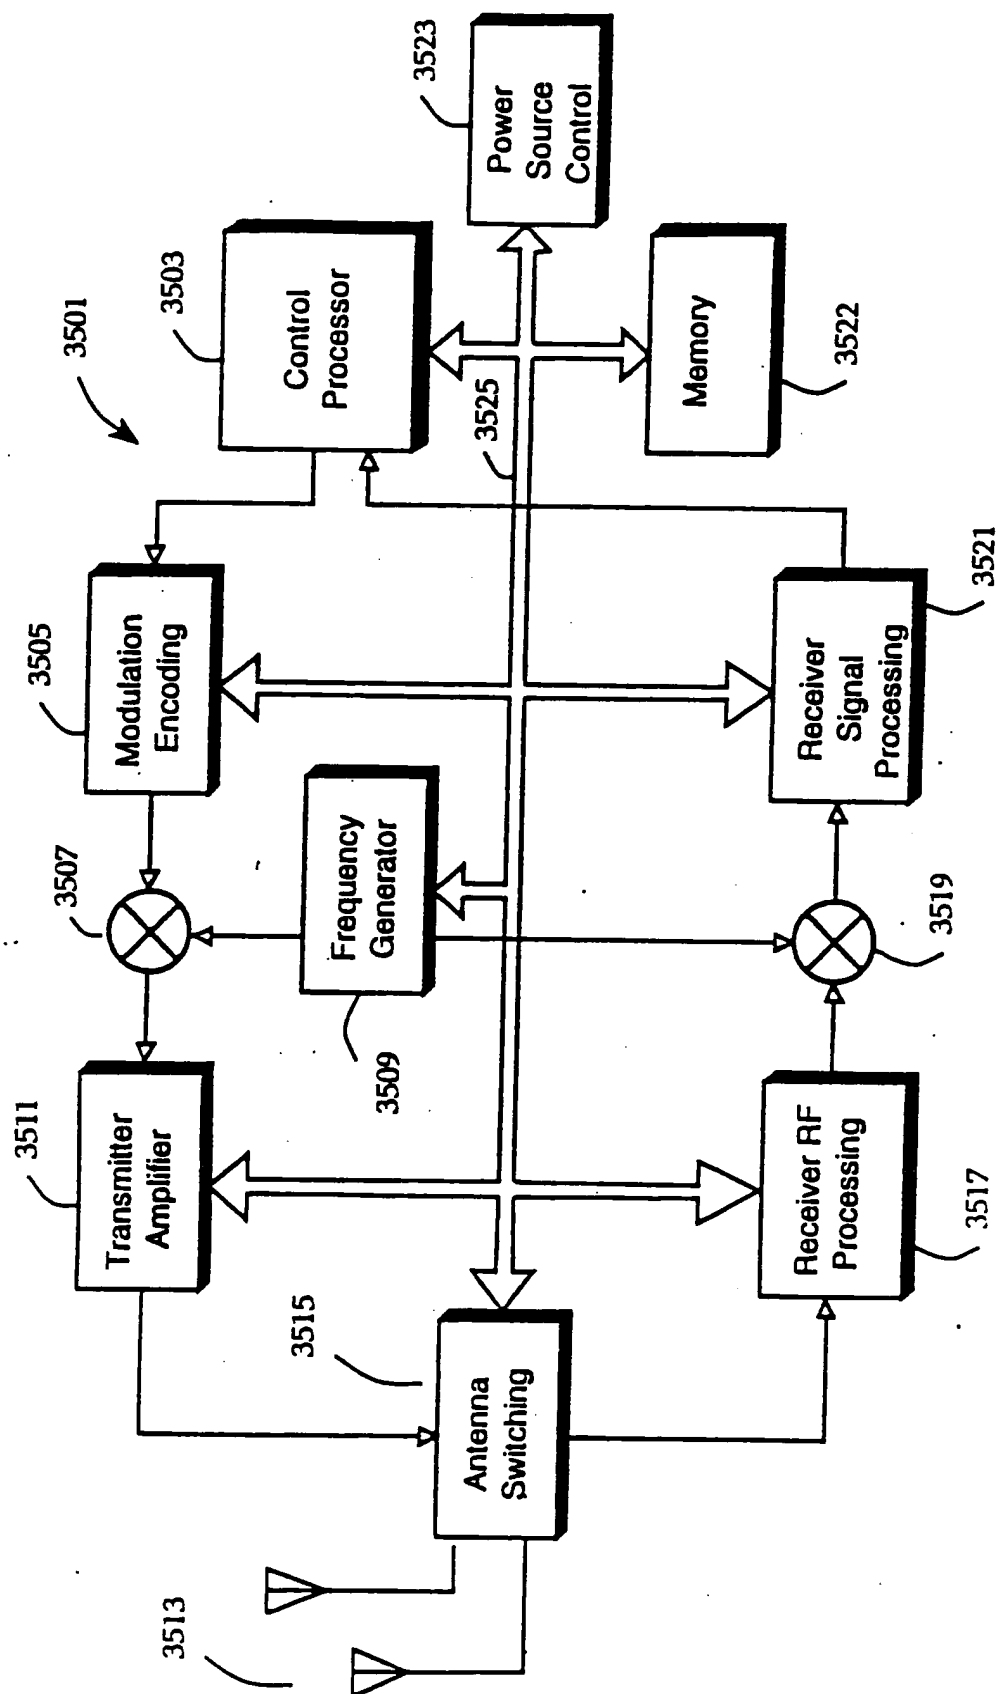 3501
3511
3507
3505
3503
Transmitter
Amplifier
Modulation
Encoding
Control
Processor
3523
Power
Source
Control
3513
3515
3509
Frequency
Generator
3525
Antenna
Switching
Memory
3522
Receiver RF
Processing
Receiver
Signal
Processing
3517
3519
3521